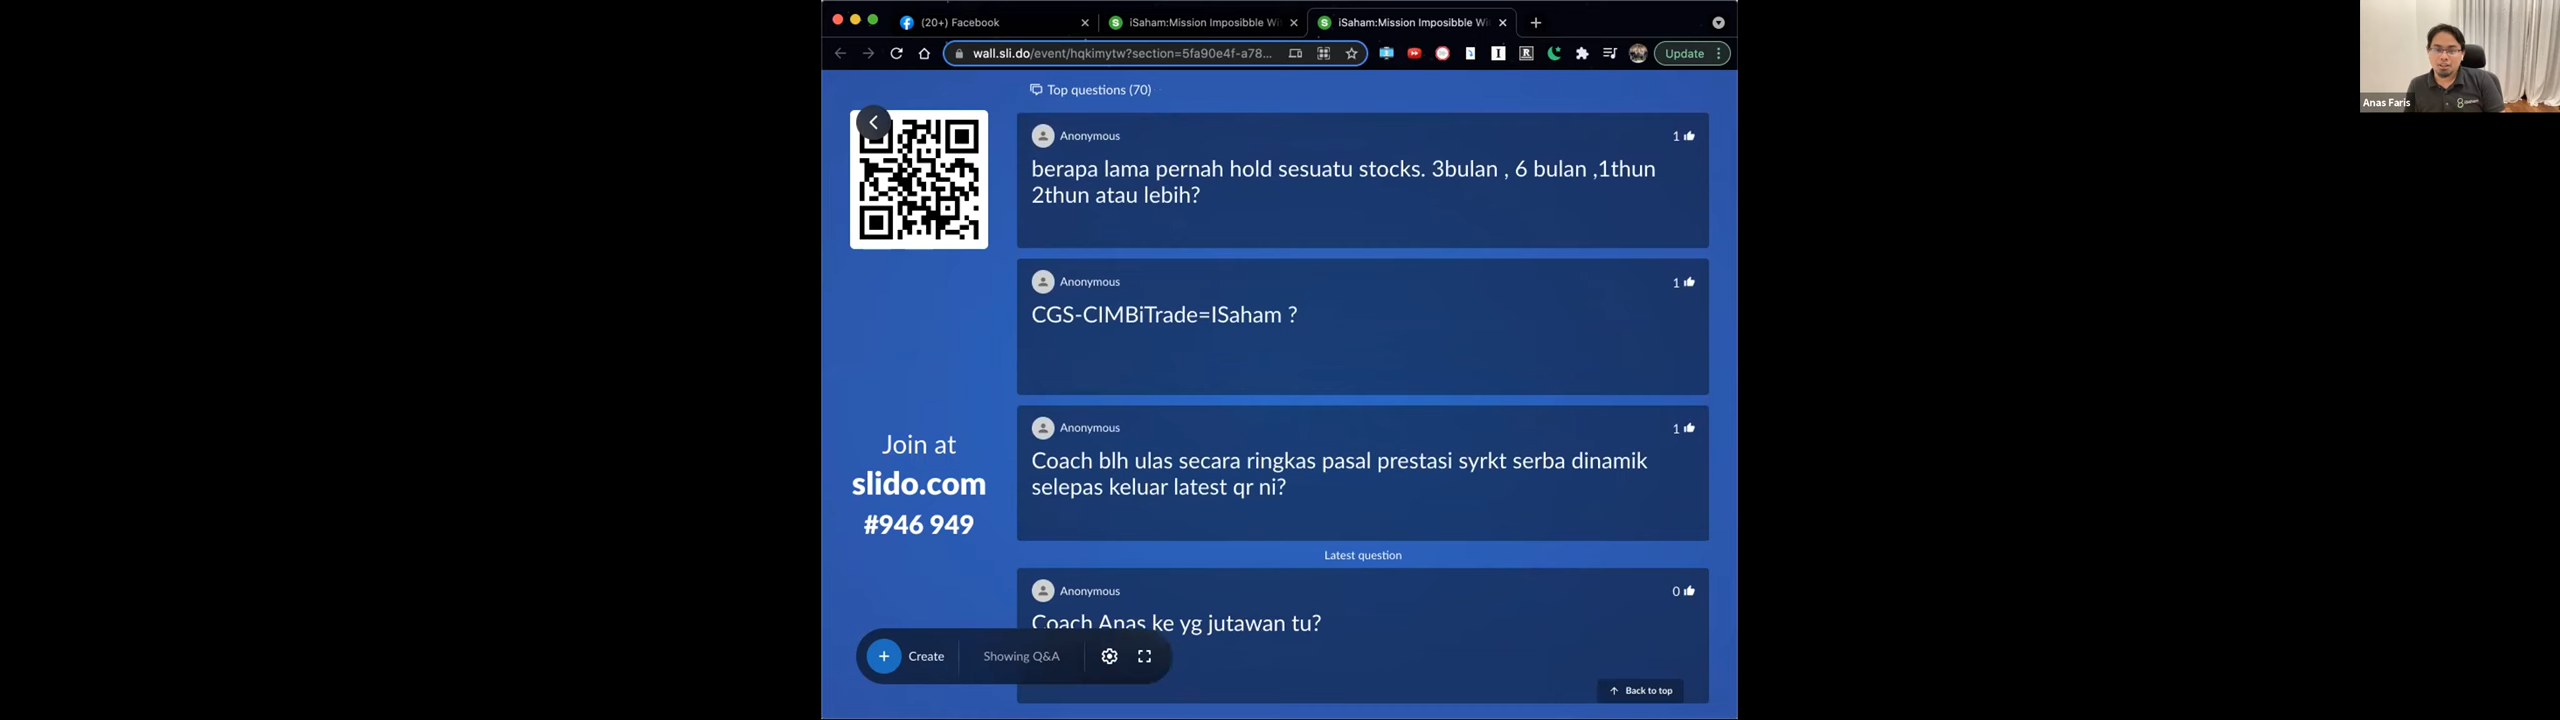 (20+) Facebook
iSaham:Mission Imposibble Wi
iSaham:Mission Imposibble Wi
wall.sli.do/event/hqkimytw?section=5fa90e4f-a78...
Update
Anas Faris
Top questions (70)
Anonymous
1
berapa lama pernah hold sesuatu stocks. 3bulan , 6 bulan ,1thun
2thun atau lebih?
Anonymous
1
CGS-CIMBiTrade=ISaham ?
Anonymous
1
Coach blh ulas secara ringkas pasal prestasi syrkt serba dinamik
selepas keluar latest qr ni?
Join at
slido.com
#946 949
Latest question
Anonymous
0
Coach Anas ke yg jutawan tu?
Create
Showing Q&A
Back to top